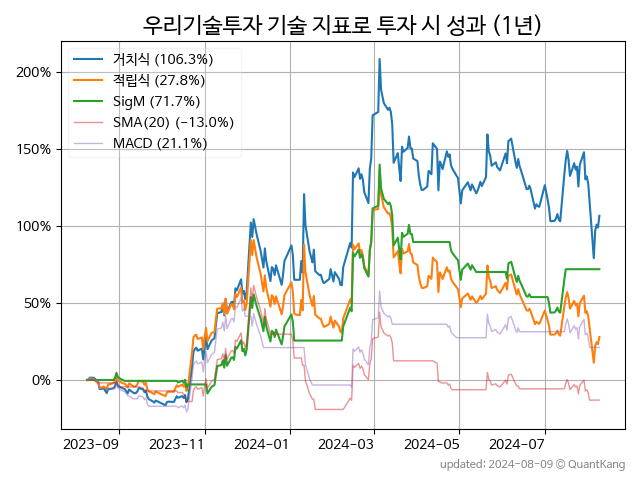 우리기술투자 기술 지표로 투자 시 성과 (1년)
거치식 (106.3%)
적립식 (27.8%)
SigM (71.7%)
SMA(20) (−13.0%)
MACD (21.1%)
200%
150%
100%
50%
0%
2023-09 2023-11 2024-01 2024-03 2024-05 2024-07
updated: 2024-08-09 © QuantKang